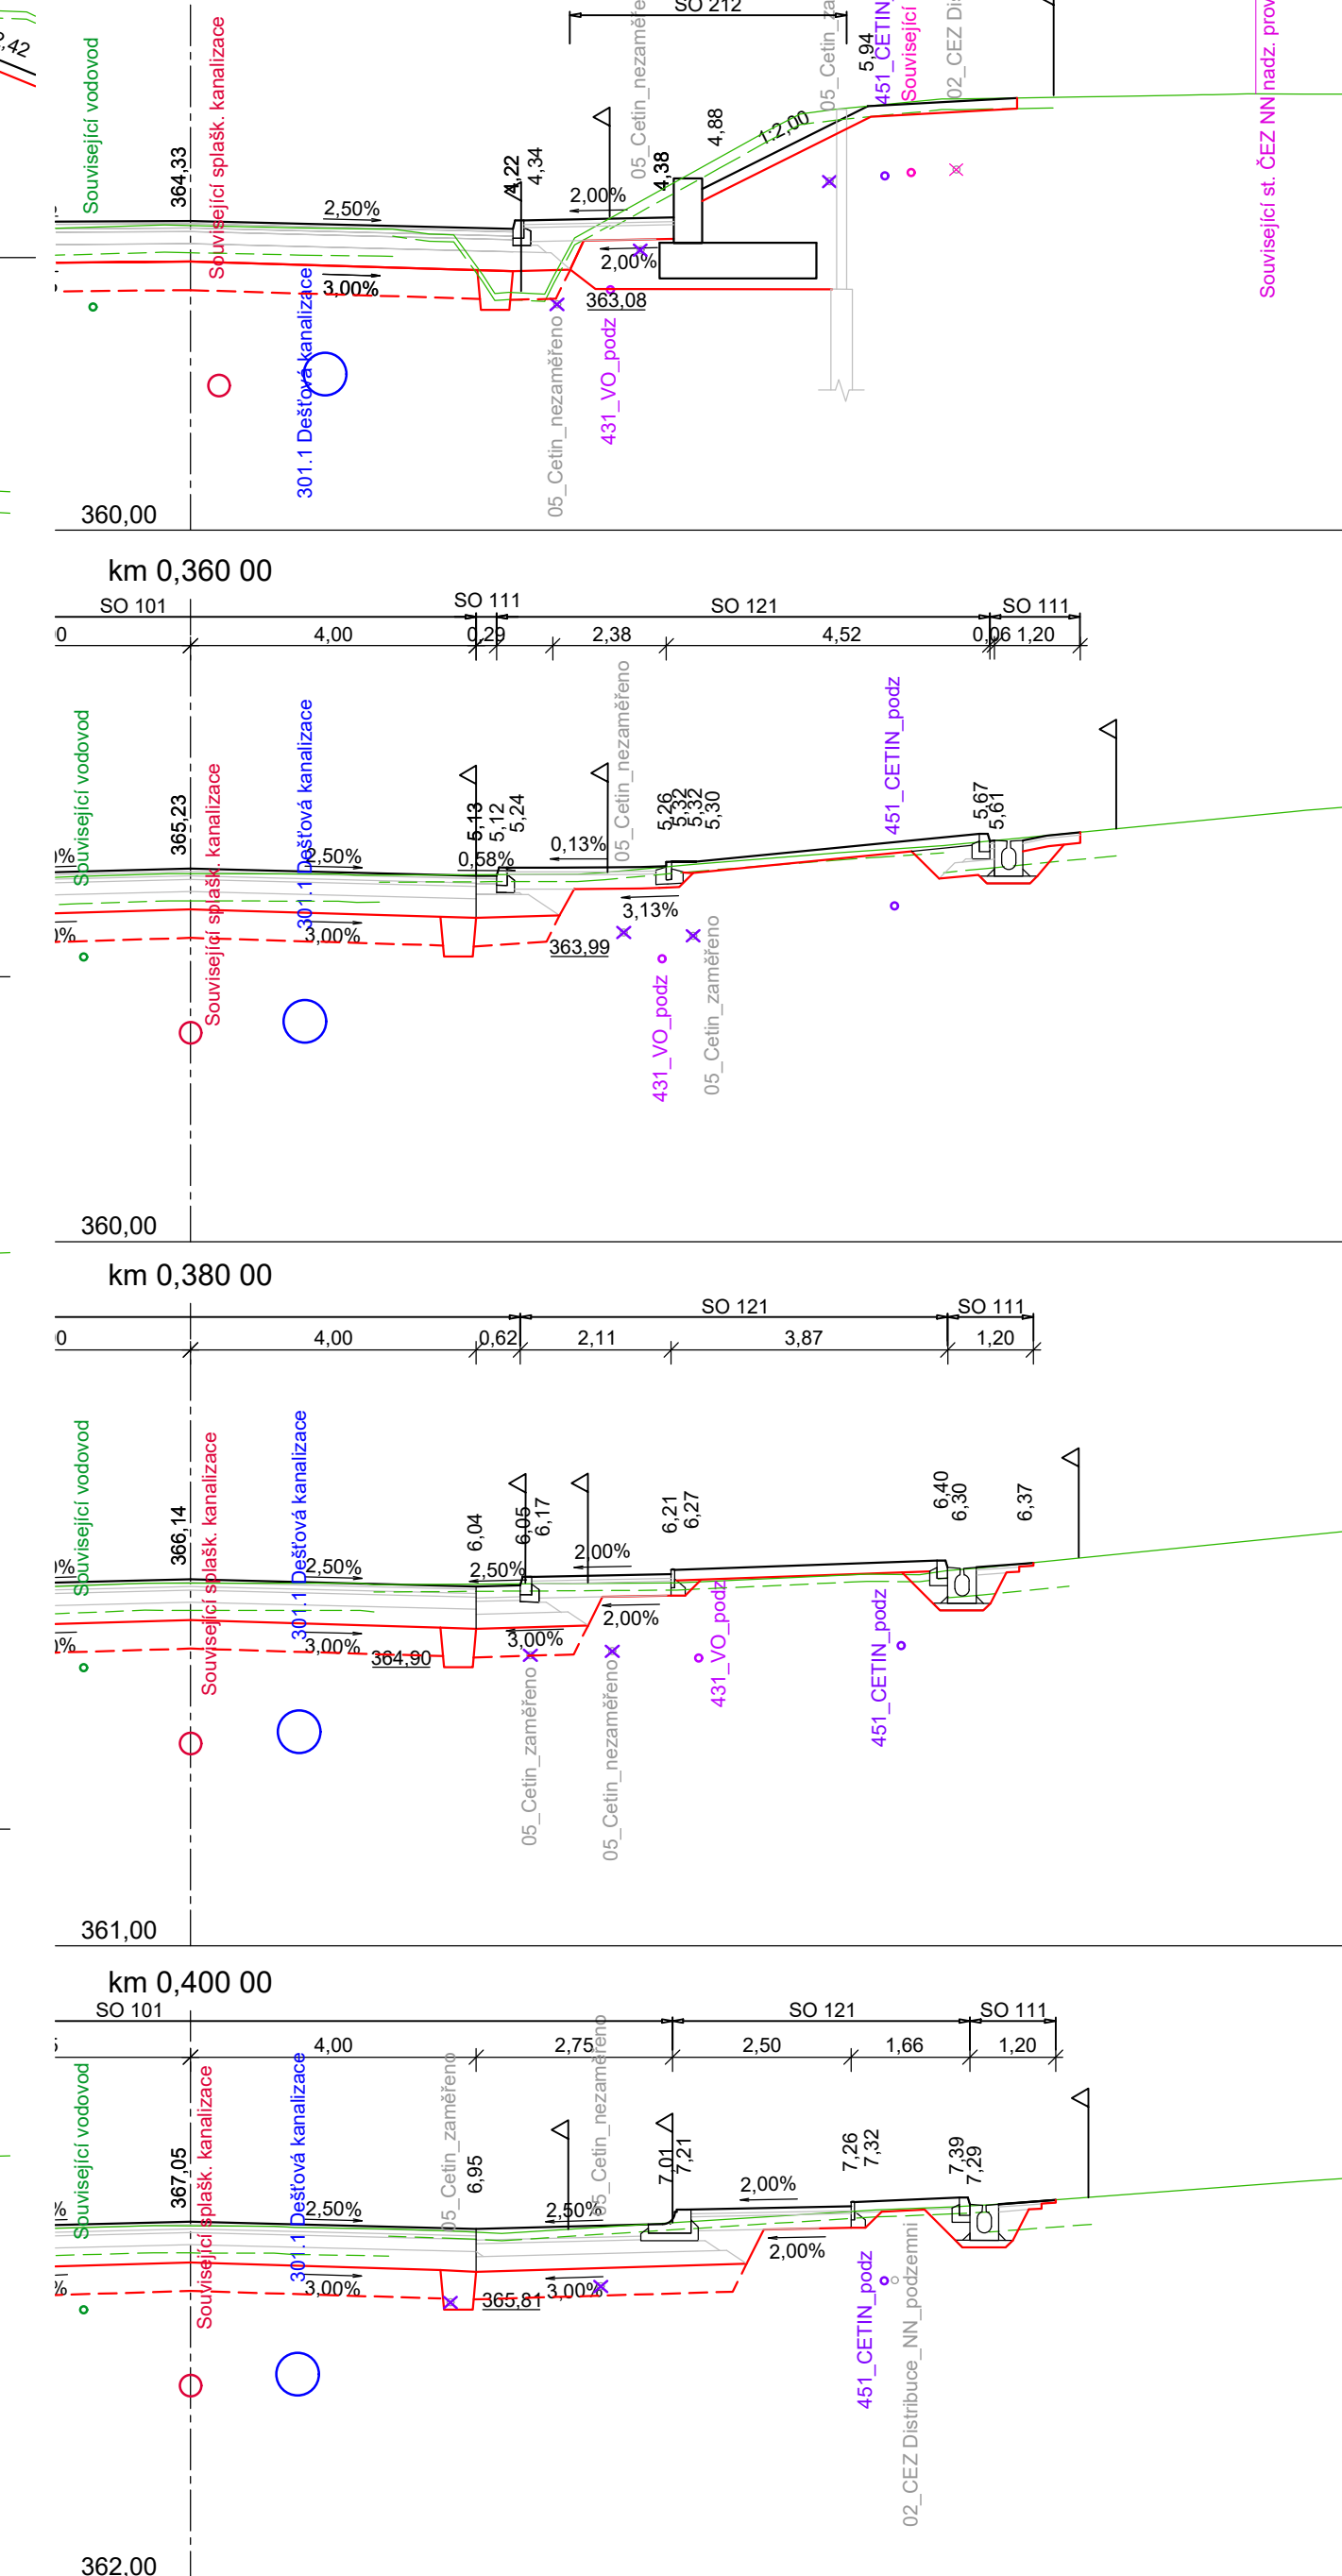 2,42
SO 212
Související vodovod
364,33
Související splašk. kanalizace
2,50%
3,00%
301.1 Dešťová kanalizace
4,22
4,34
2,00%
05_Cetin_nezaměře
4,38
4,88
1:2,00
05_Cetin_za
5,94
451_CETIN_
Související
02_CEZ Dis
Související st. ČEZ NN nadz. prov
2,00%
363,08
05_Cetin_nezaměřeno
431_VO_podz
360,00
km 0,360 00
SO 101
SO 111
SO 121
SO 111
00
4,00
0,29
2,38
4,52
0,06
1,20
Související vodovod
365,23
Související splašk. kanalizace
301.1 Dešťová kanalizace
2,50%
3,00%
5,13
5,12
5,24
0,58%
0,13%
05_Cetin_nezaměřeno
5,26
5,32
5,32
5,30
451_CETIN_podz
5,67
5,61
3,13%
363,99
431_VO_podz
05_Cetin_zaměřeno
360,00
km 0,380 00
SO 121
SO 111
00
4,00
0,62
2,11
3,87
1,20
Související vodovod
366,14
Související splašk. kanalizace
301.1 Dešťová kanalizace
2,50%
3,00%
364,90
6,04
6,05
6,17
2,50%
2,00%
6,21
6,27
6,40
6,30
6,37
3,00%
2,00%
05_Cetin_zaměřeno
05_Cetin_nezaměřeno
431_VO_podz
451_CETIN_podz
361,00
km 0,400 00
SO 101
SO 121
SO 111
5
4,00
2,75
2,50
1,66
1,20
Související vodovod
367,05
Související splašk. kanalizace
301.1 Dešťová kanalizace
2,50%
3,00%
05_Cetin_zaměřeno
6,95
05_Cetin_nezaměřeno
2,50%
7,01
7,21
2,00%
7,26
7,32
7,39
7,29
365,81
3,00%
2,00%
451_CETIN_podz
02_CEZ Distribuce_NN_podzemni
362,00